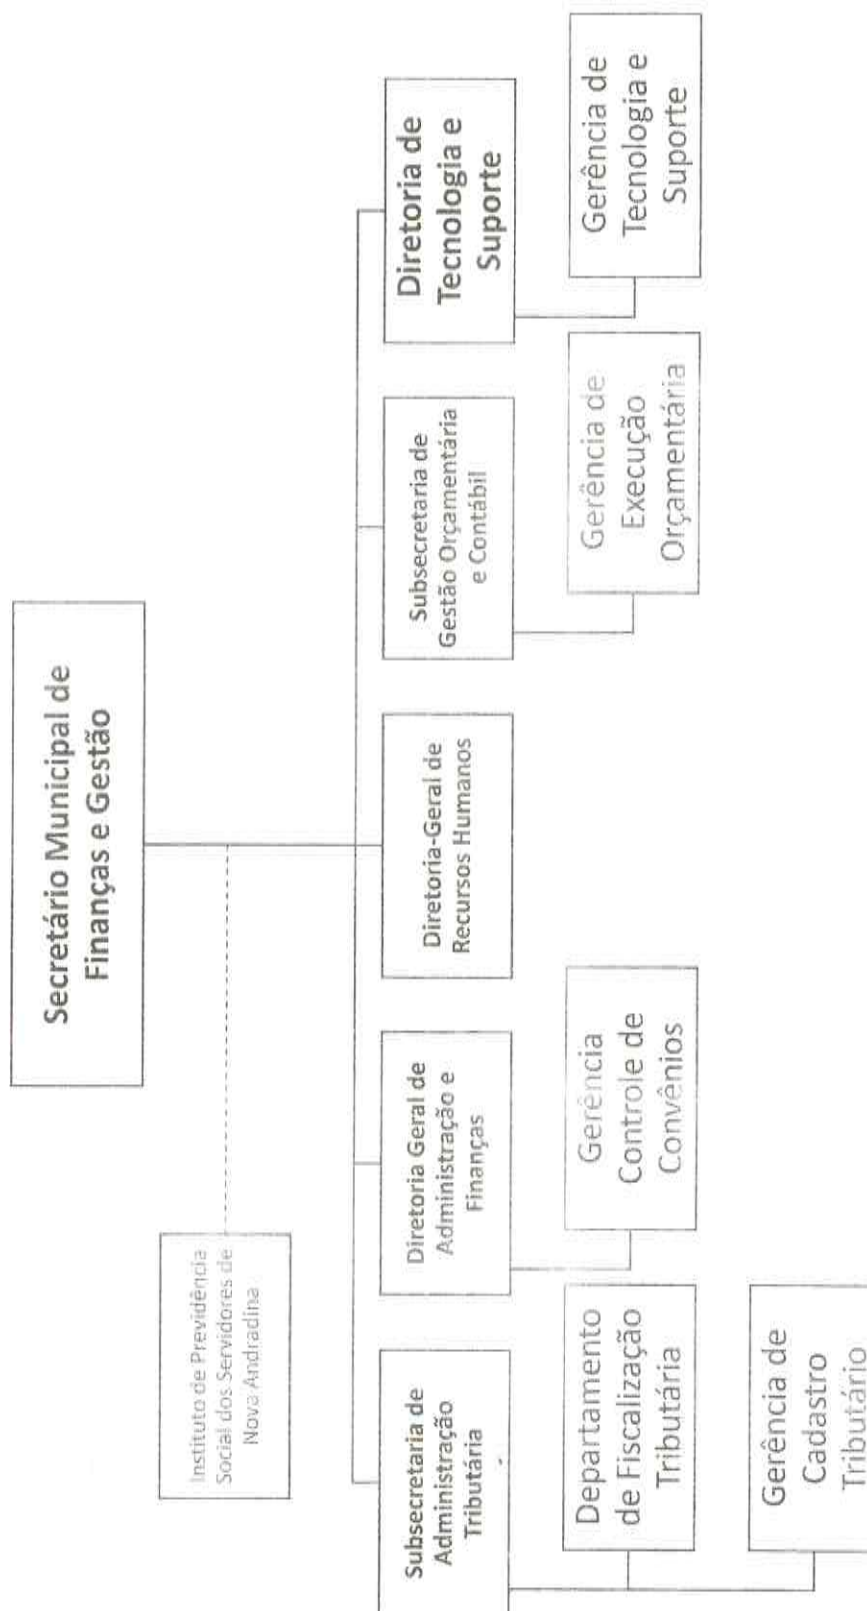 Secretário Municipal de
Finanças e Gestão
Instituto de Previdência
Social dos Servidores de
Nova Andradina
Subsecretaria de
Administração
Tributária
Diretoria Geral de
Administração e
Finanças
Diretoria-Geral de
Recursos Humanos
Subsecretaria de
Gestão Orçamentária
e Contábil
Diretoria de
Tecnologia e
Suporte
Departamento
de Fiscalização
Tributária
Gerência
Controle de
Convênios
Gerência de
Execução
Orçamentária
Gerência de
Tecnologia e
Suporte
Gerência de
Cadastro
Tributário